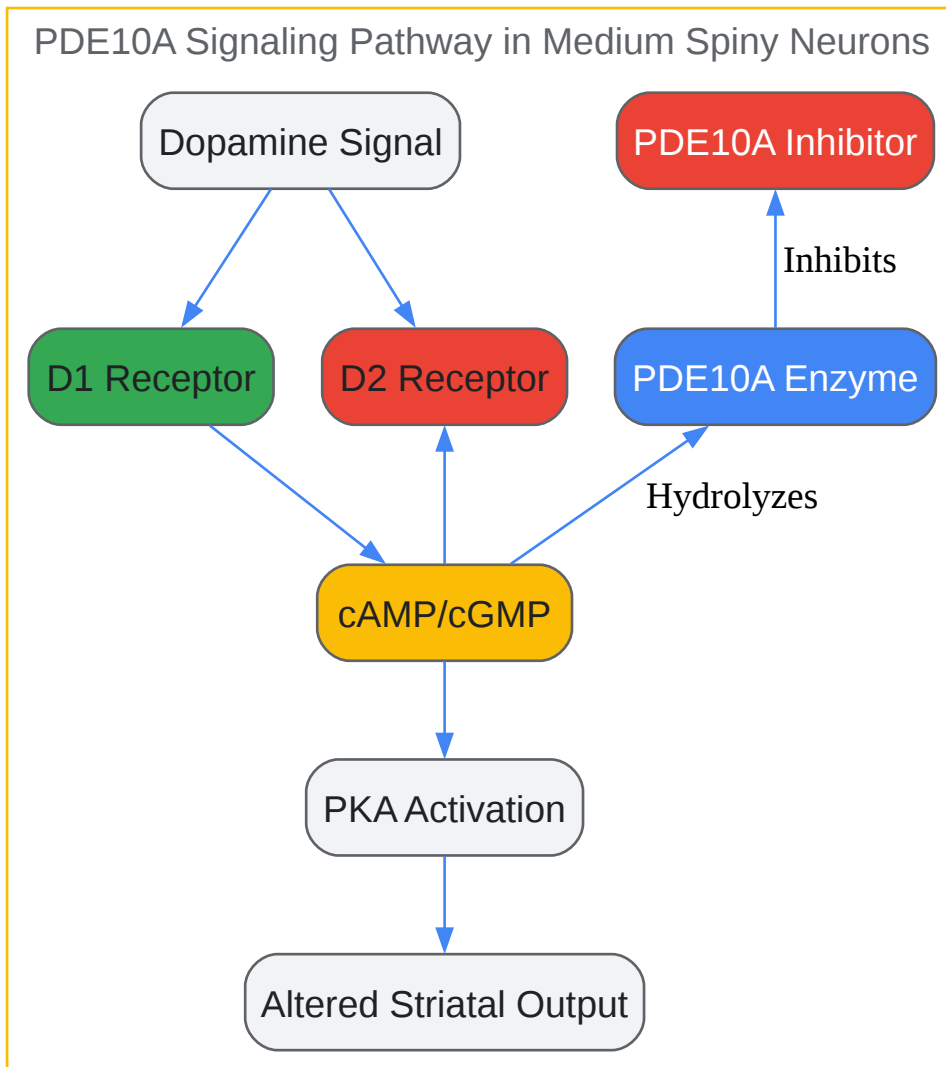 PDE10A Signaling Pathway in Medium Spiny Neurons
Dopamine Signal
PDE10A Inhibitor
Inhibits
D1 Receptor
D2 Receptor
PDE10A Enzyme
Hydrolyzes
cAMP/cGMP
PKA Activation
Altered Striatal Output